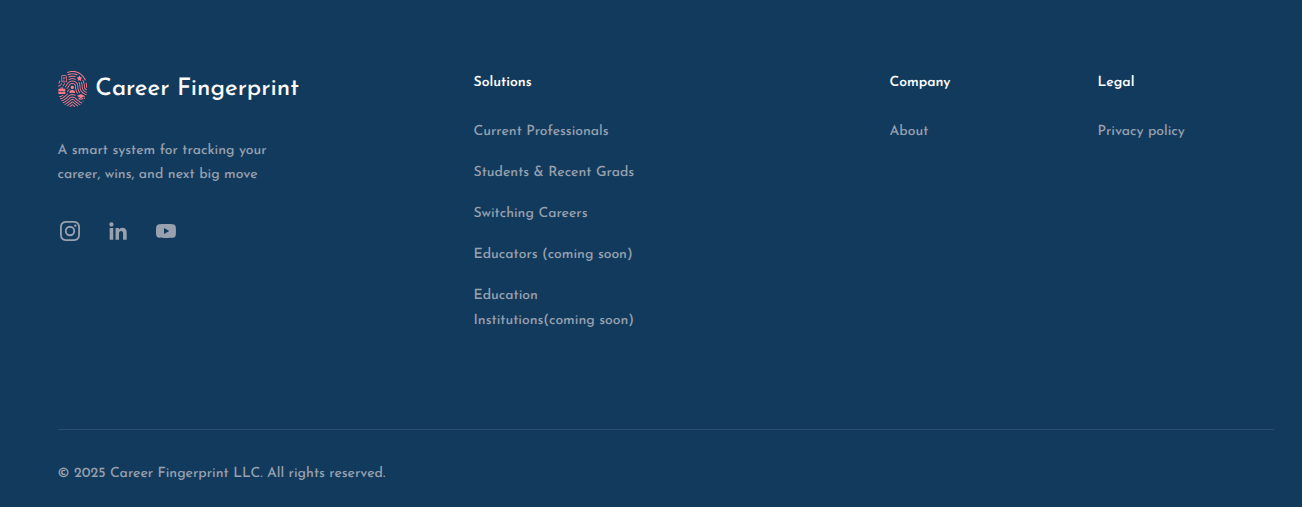 Career Fingerprint
A smart system for tracking your
career, wins, and next big move
Solutions
Current Professionals
Students & Recent Grads
Switching Careers
Educators (coming soon)
Education
Institutions(coming soon)
Company
About
Legal
Privacy policy
© 2025 Career Fingerprint LLC. All rights reserved.